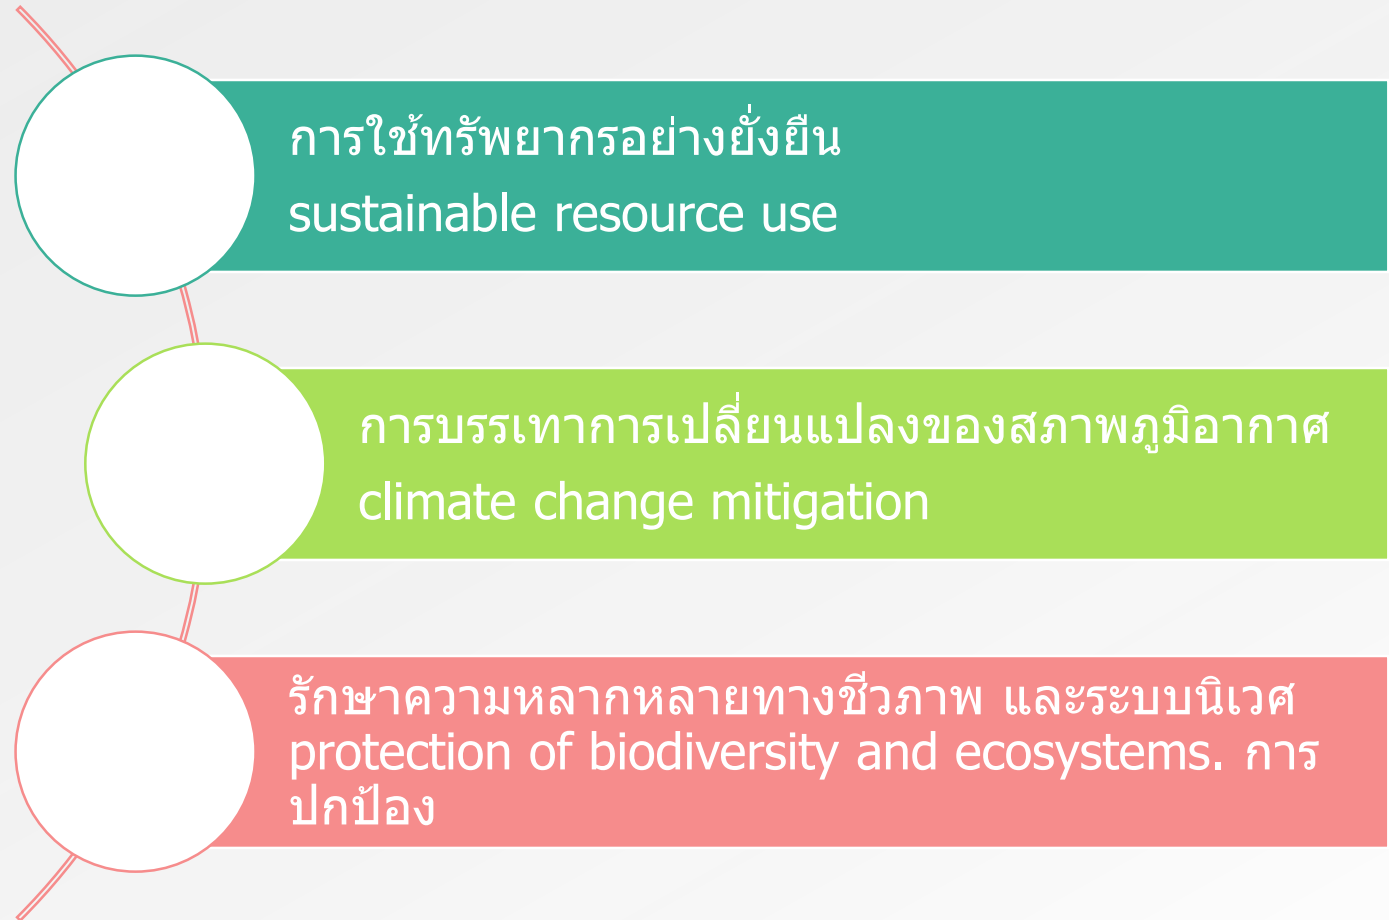 การใช้ทรัพยากรอย่างยั่งยืน
sustainable resource use
การบรรเทาการเปลี่ยนแปลงของสภาพภูมิอากาศ
climate change mitigation
รักษาความหลากหลายทางชีวภาพ และระบบนิเวศ
protection of biodiversity and ecosystems. การ
ปกป้อง